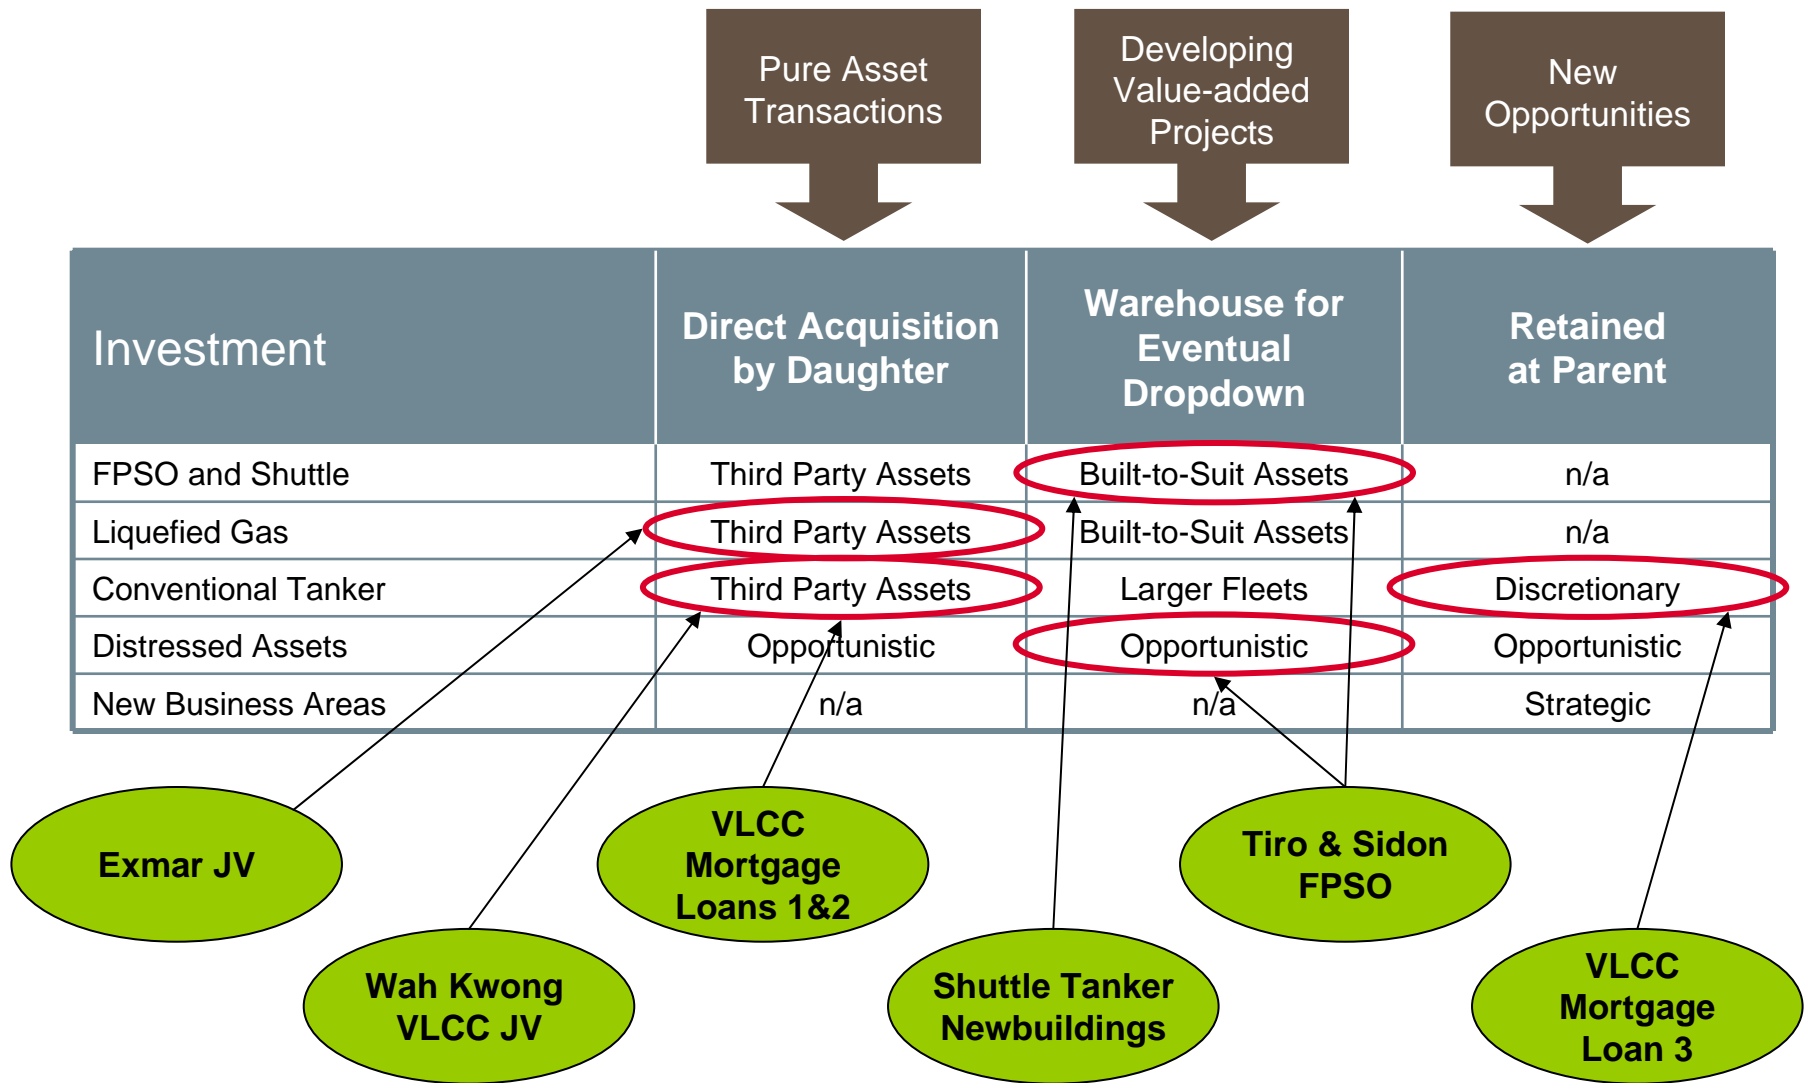 Pure Asset
Transactions
Developing
Value-added
Projects
New
Opportunities
Investment
Direct Acquisition
by Daughter
Warehouse for
Eventual
Dropdown
Retained
at Parent
FPSO and Shuttle
Third Party Assets
Built-to-Suit Assets
n/a
Liquefied Gas
Third Party Assets
Built-to-Suit Assets
n/a
Conventional Tanker
Third Party Assets
Larger Fleets
Discretionary
Distressed Assets
Opportunistic
Opportunistic
Opportunistic
New Business Areas
n/a
n/a
Strategic
Exmar JV
Wah Kwong
VLCC JV
VLCC
Mortgage
Loans 1&2
Shuttle Tanker
Newbuildings
Tiro & Sidon
FPSO
VLCC
Mortgage
Loan 3